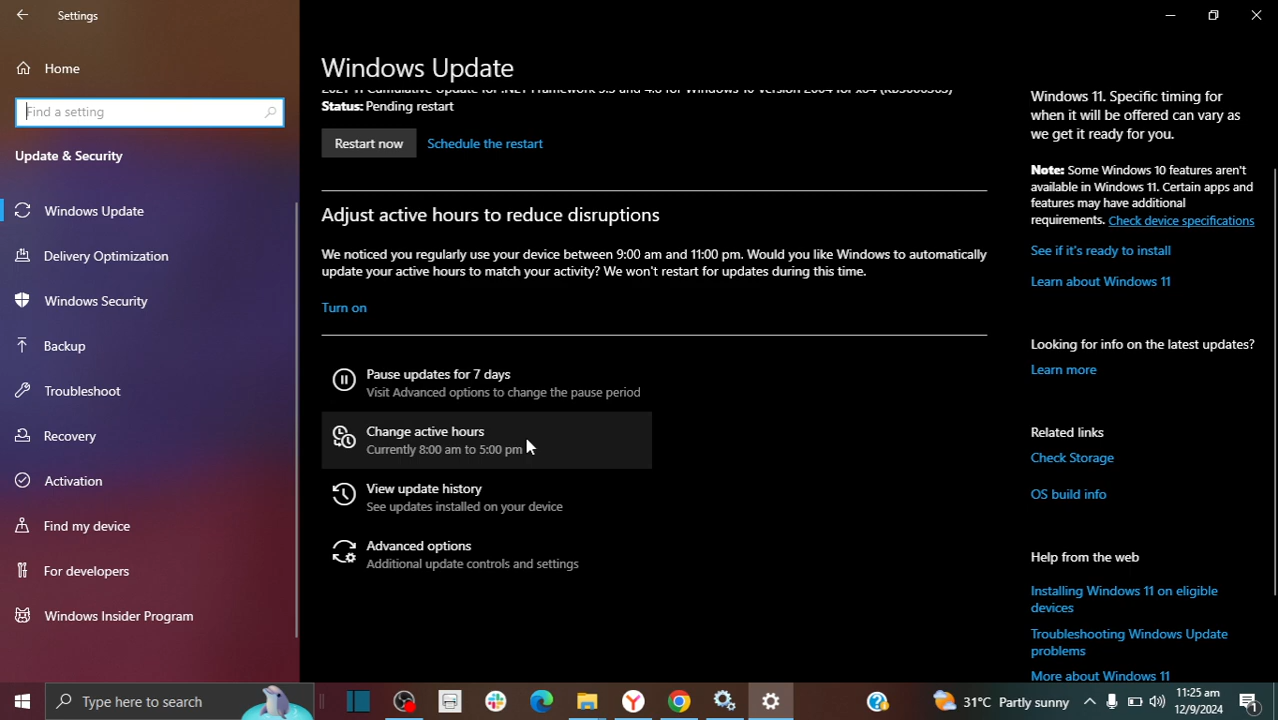 Settings
Home
Find a setting
Update & Security
Windows Update
Delivery Optimization
Windows Security
Backup
Troubleshoot
Recovery
Activation
Find my device
For developers
Windows Insider Program
Windows Update
Status: Pending restart
Restart now
Schedule the restart
Adjust active hours to reduce disruptions
We noticed you regularly use your device between 9:00 am and 11:00 pm. Would you like Windows to automatically
update your active hours to match your activity? We won't restart for updates during this time.
Turn on
Pause updates for 7 days
Visit Advanced options to change the pause period
Change active hours
Currently 8:00 am to 5:00 pm
View update history
See updates installed on your device
Advanced options
Additional update controls and settings
Windows 11. Specific timing for
when it will be offered can vary as
we get it ready for you.
Note: Some Windows 10 features aren't
available in Windows 11. Certain apps and
features may have additional
requirements. Check device specifications
See if it's ready to install
Learn about Windows 11
Looking for info on the latest updates?
Learn more
Related links
Check Storage
OS build info
Help from the web
Installing Windows 11 on eligible
devices
Troubleshooting Windows Update
problems
More about Windows 11
Type here to search
31°C Partly sunny
11:25 am
12/9/2024
1